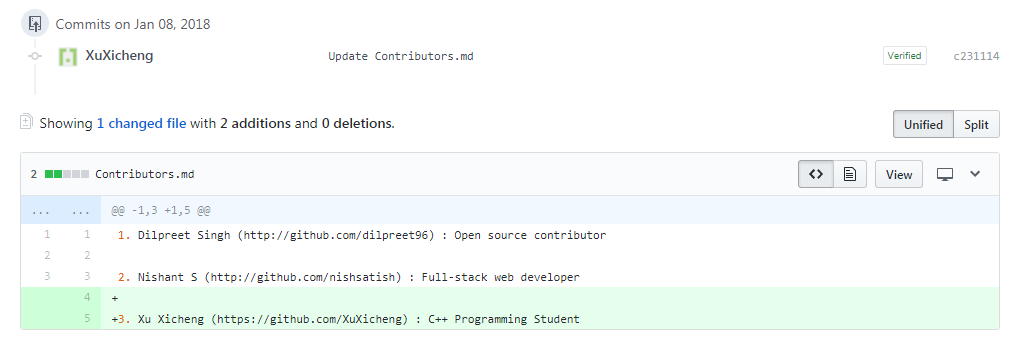 Commits on Jan 08, 2018
XuXicheng Update Contributors.md Verified c231114
Showing 1 changed file with 2 additions and 0 deletions. Unified Split
2 Contributors.md <> View
... ... @@ -1,3 +1,5 @@
1 1 1. Dilpreet Singh (http://github.com/dilpreet96) : Open source contributor
2 2
3 3 2. Nishant S (http://github.com/nishsatish) : Full-stack web developer
4 +
5 +3. Xu Xicheng (https://github.com/XuXicheng) : C++ Programming Student